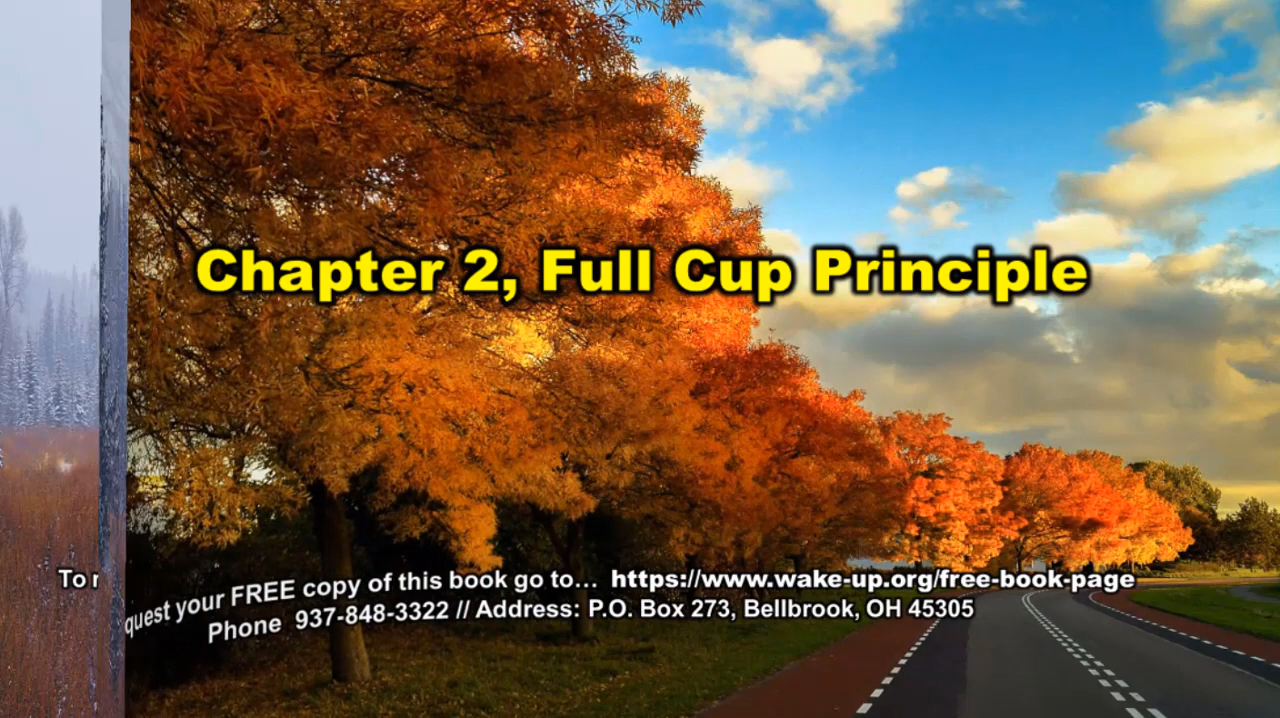 Chapter 2, Full Cup Principle
To r quest your FREE copy of this book go to... https://www.wake-up.org/free-book-page
Phone 937-848-3322 // Address: P.O. Box 273, Bellbrook, OH 45305